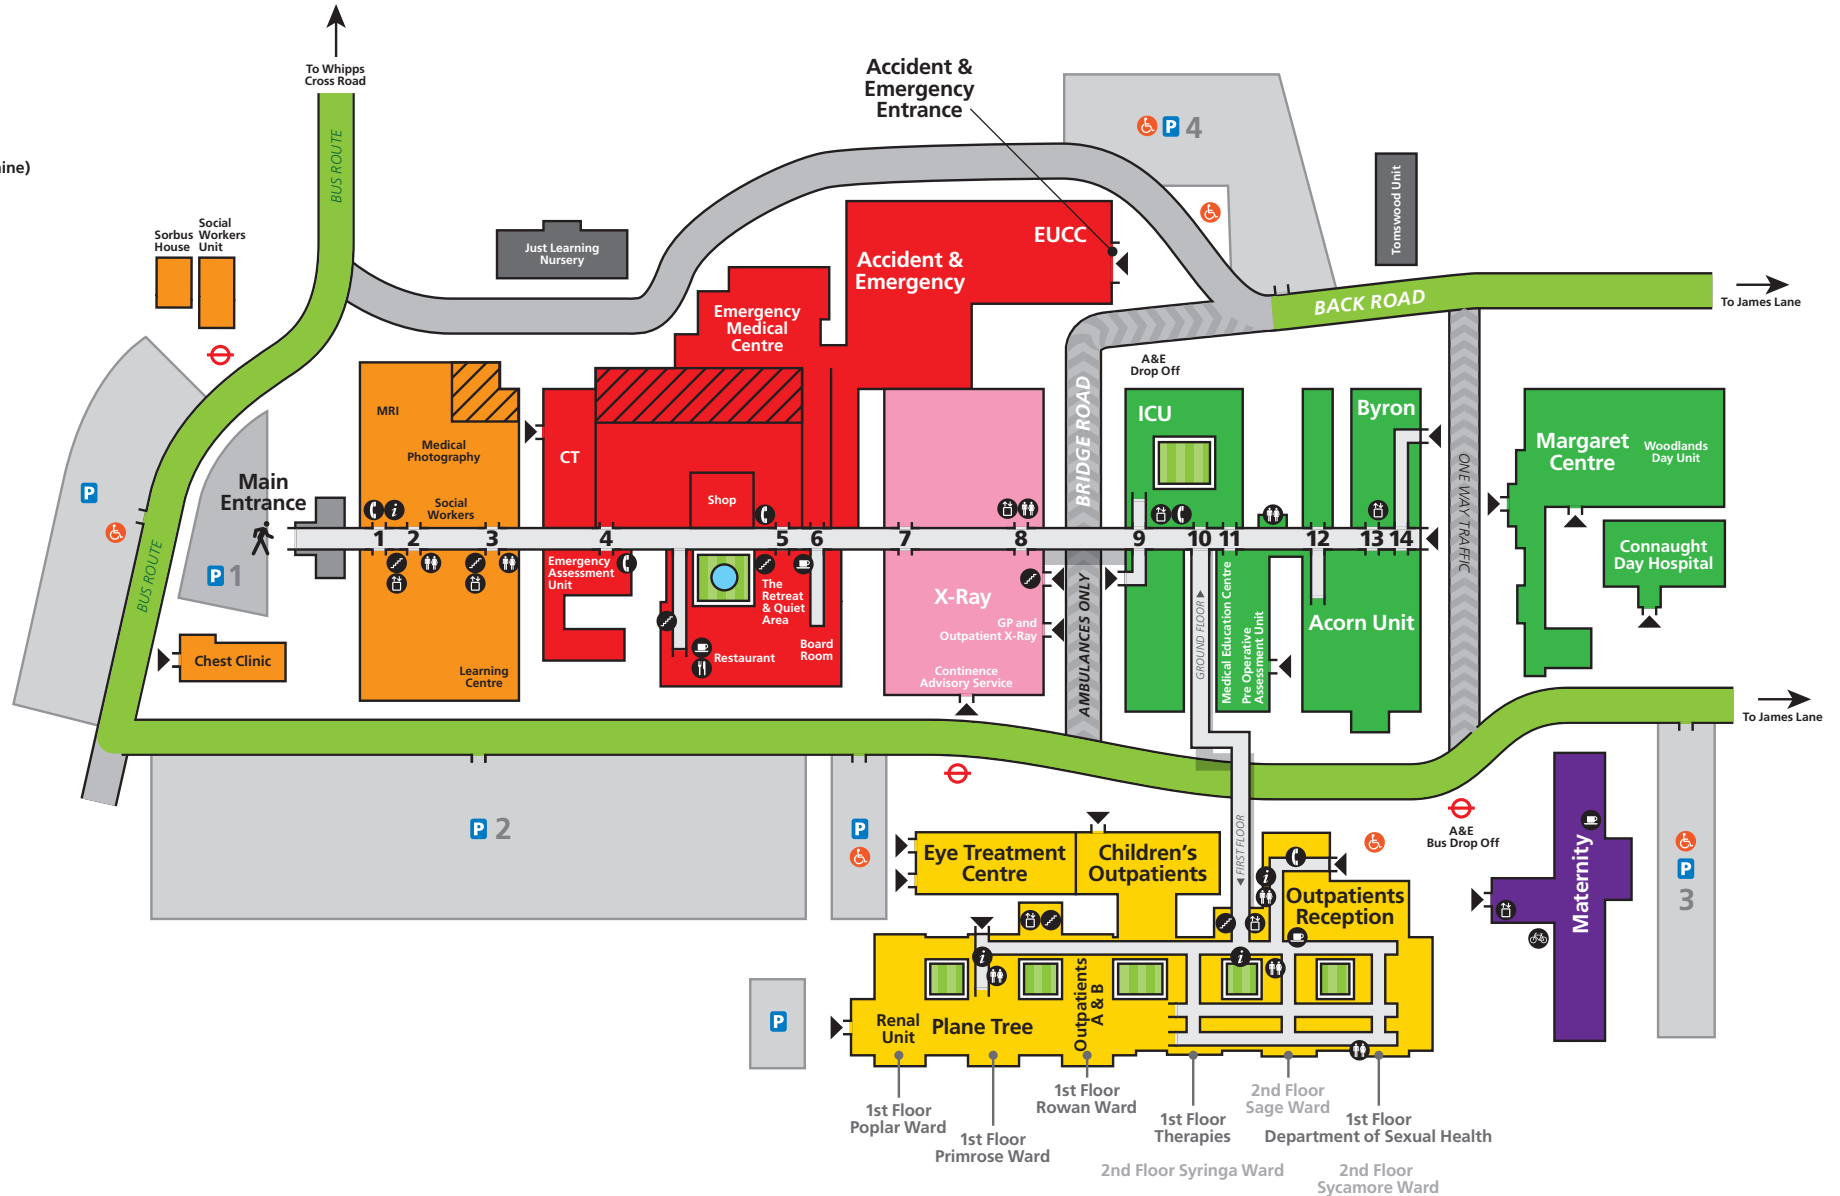 To Whipps
Cross Road
BUS ROUTE
ine)
Accident &
Emergency
Entrance
P 4
Tomswood Unit
Sorbus
House
Social
Workers
Unit
Just Learning
Nursery
EUCC
Accident &
Emergency
Emergency
Medical
Centre
BACK ROAD
To James Lane
A&E
Drop Off
MRI
Medical
Photography
Social
Workers
CT
Shop
BRIDGE ROAD
ICU
Byron
Margaret
Centre
Woodlands
Day Unit
ONE WAY TRAFFIC
P
Main
Entrance
1
2
3
4
5
6
7
8
9
10
11
12
13
14
BUS ROUTE
P 1
Emergency
Assessment
Unit
The
Retreat
& Quiet
Area
Restaurant
Board
Room
X-Ray
GP and
Outpatient X-Ray
Continence
Advisory Service
AMBULANCES ONLY
GROUND FLOOR
Medical Education Centre
Pre Operative
Assessment Unit
Acorn Unit
Connaught
Day Hospital
Chest Clinic
Learning
Centre
To James Lane
P 2
P
A&E
Bus Drop Off
Eye Treatment
Centre
Children's
Outpatients
FIRST FLOOR
Outpatients
Reception
Maternity
P
3
P
Renal
Unit
Plane Tree
Outpatients
A & B
1st Floor
Poplar Ward
1st Floor
Primrose Ward
1st Floor
Rowan Ward
1st Floor
Therapies
2nd Floor Syringa Ward
2nd Floor
Sage Ward
1st Floor
Department of Sexual Health
2nd Floor
Sycamore Ward